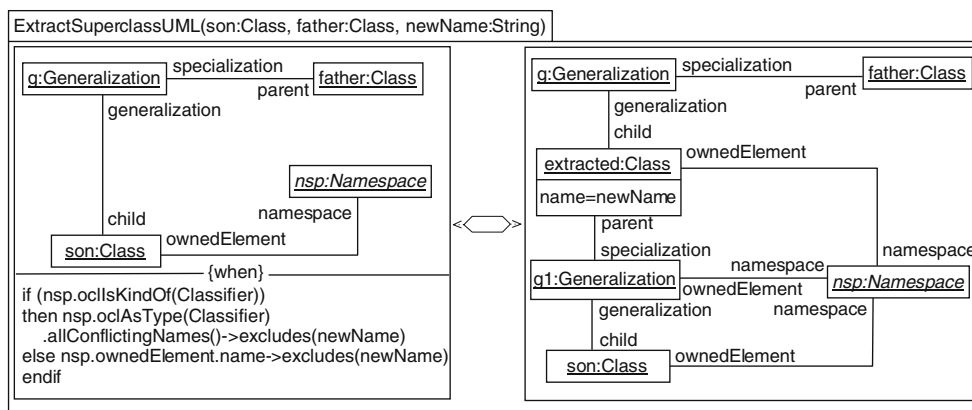 ExtractSuperclassUML(son:Class, father:Class, newName:String)
g:Generalization
specialization
parent
father:Class
generalization
nsp:Namespace
namespace
child
ownedElement
son:Class
{when}
if (nsp.oclIsKindOf(Classifier))
then nsp.oclAsType(Classifier)
.allConflictingNames()->excludes(newName)
else nsp.ownedElement.name->excludes(newName)
endif
g:Generalization
specialization
parent
father:Class
generalization
child
ownedElement
extracted:Class
name=newName
parent
specialization
namespace
g1:Generalization
namespace
ownedElement
nsp:Namespace
namespace
generalization
child
ownedElement
son:Class